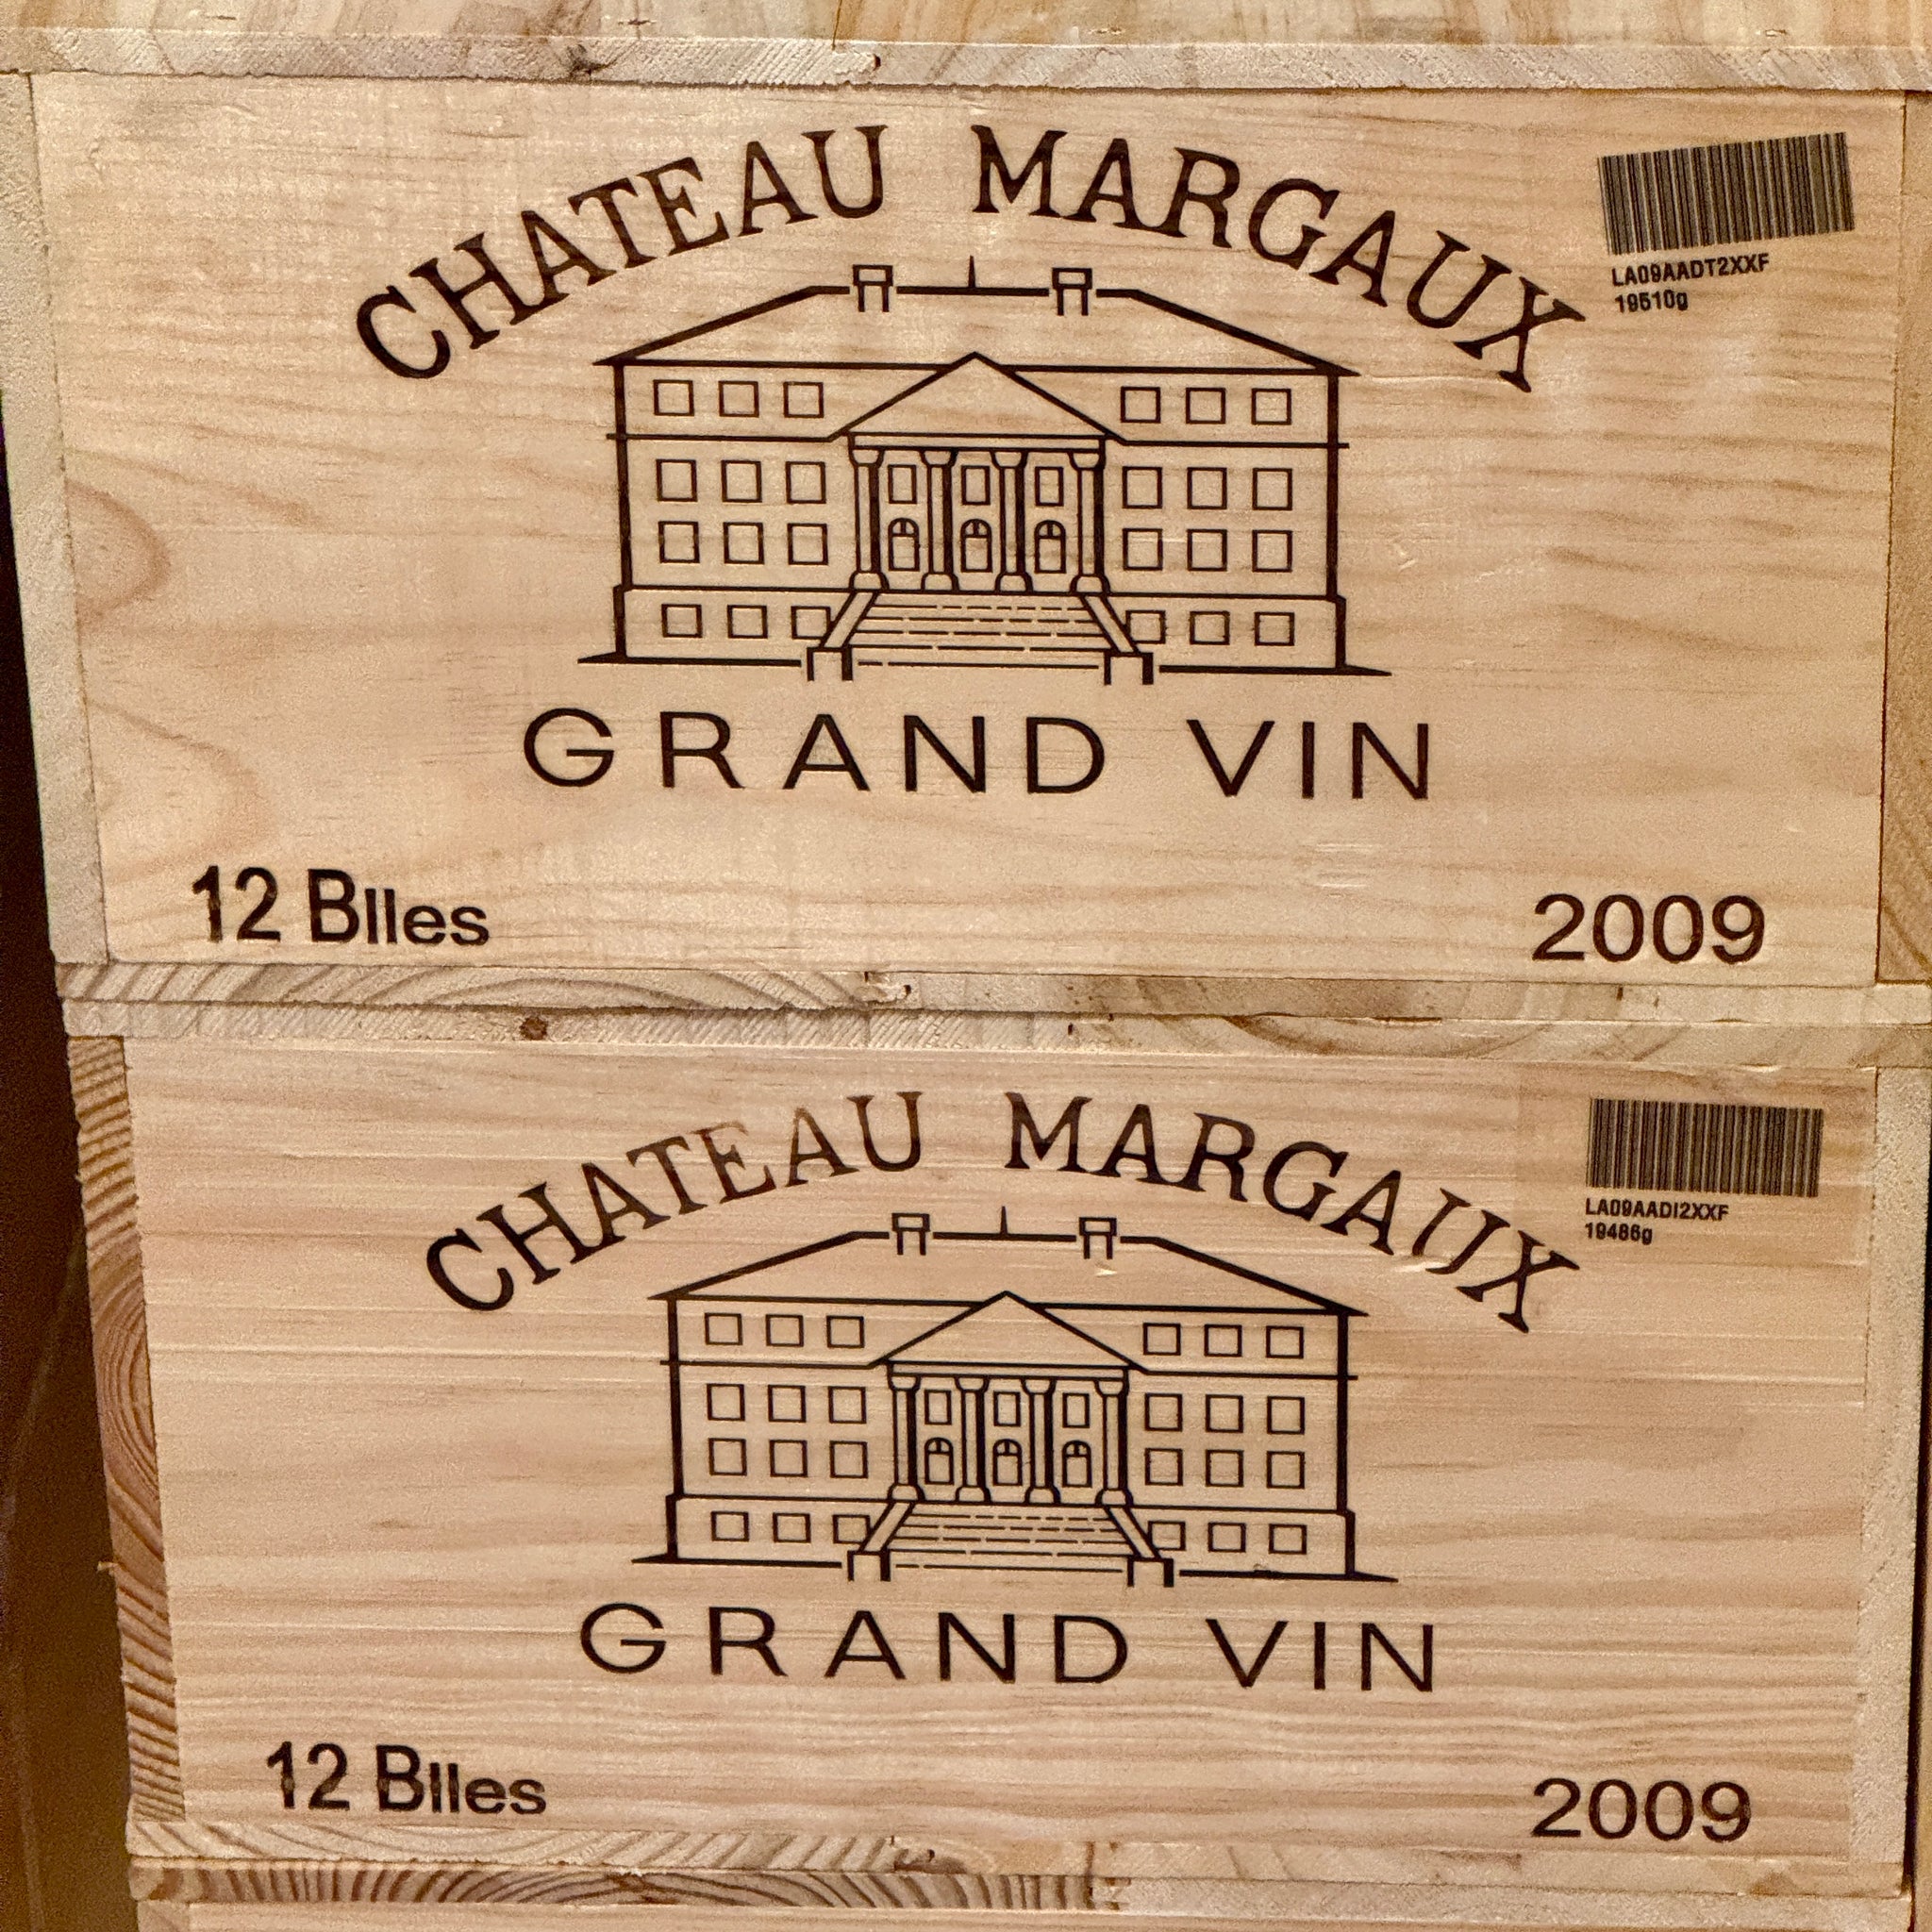 CHATEAU MARGAUX
LA09AADT2XXF
19510g
GRAND VIN
12 Blles
2009
CHATEAU MARGAUX
LA09AADI2XXF
19486g
GRAND VIN
12 Blles
2009